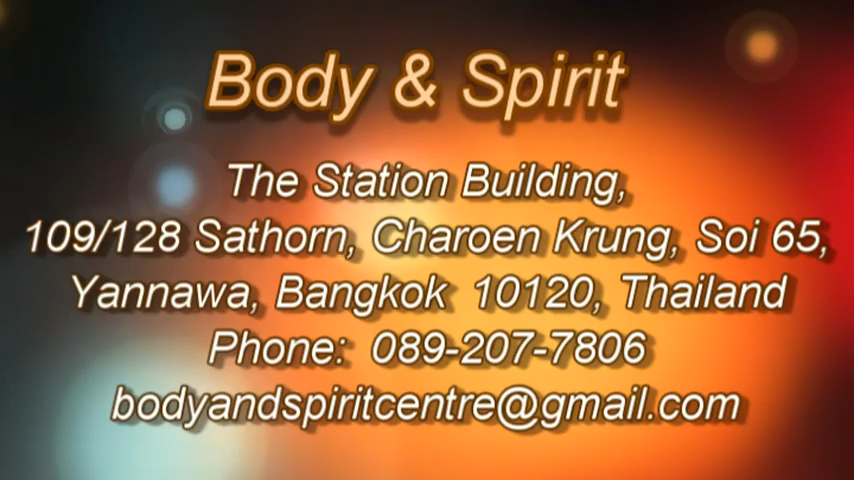 Body & Spirit
The Station Building,
109/128 Sathorn, Charoen Krung, Soi 65,
Yannawa, Bangkok 10120, Thailand
Phone: 089-207-7806
bodyandspiritcentre@gmail.com